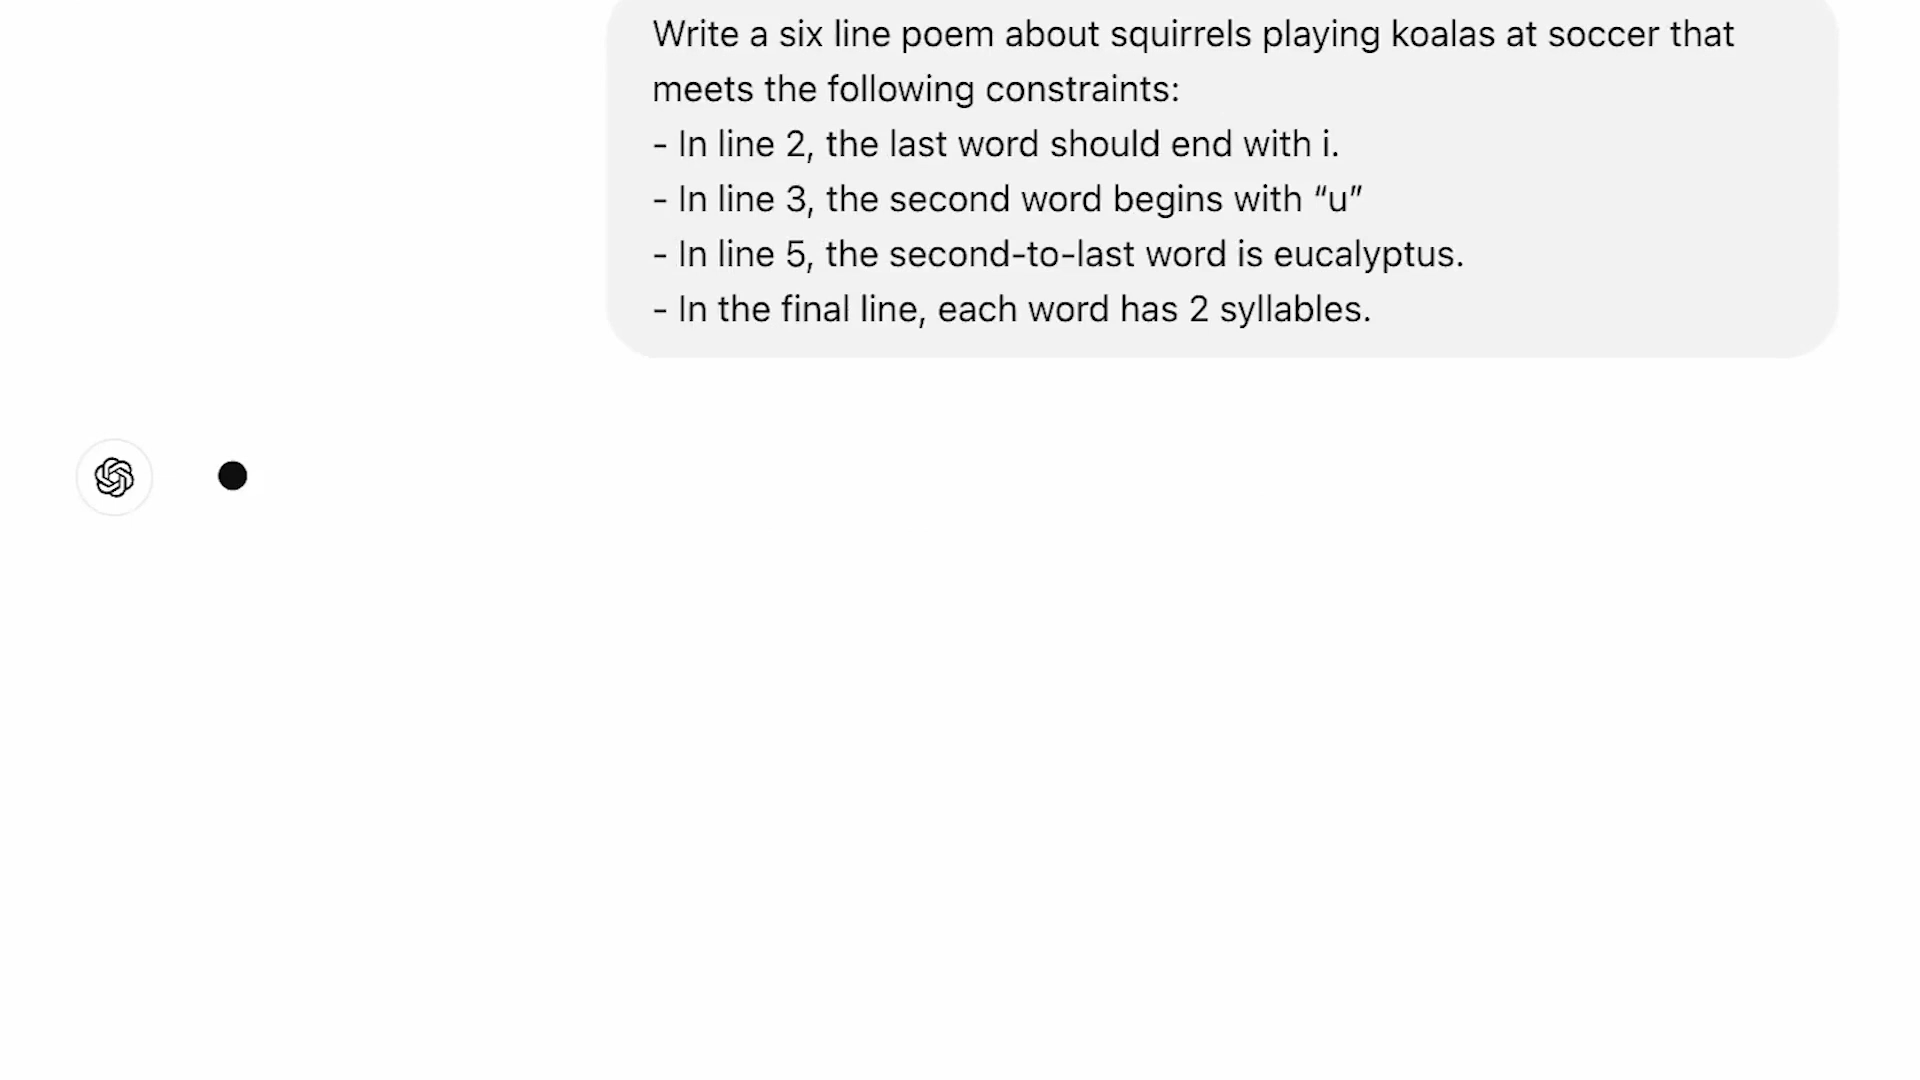 Write a six line poem about squirrels playing koalas at soccer that
meets the following constraints:
- In line 2, the last word should end with i.
- In line 3, the second word begins with “u”
- In line 5, the second-to-last word is eucalyptus.
- In the final line, each word has 2 syllables.